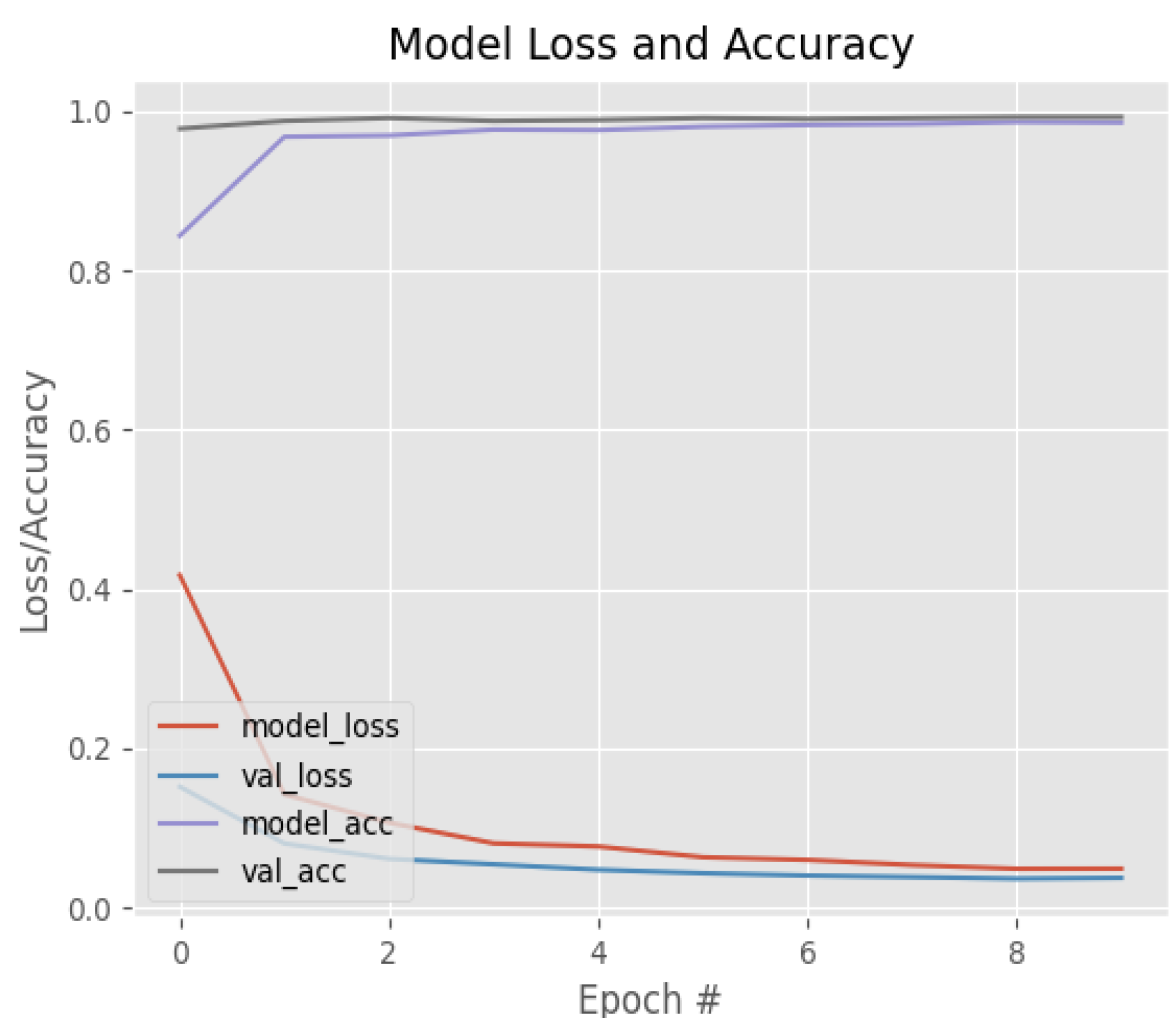 Model Loss and Accuracy
1.0
0.8
0.6
0.4
0.2
0.0
Loss/Accuracy
model_loss
val_loss
model_acc
val_acc
0 2 4 6 8
Epoch #